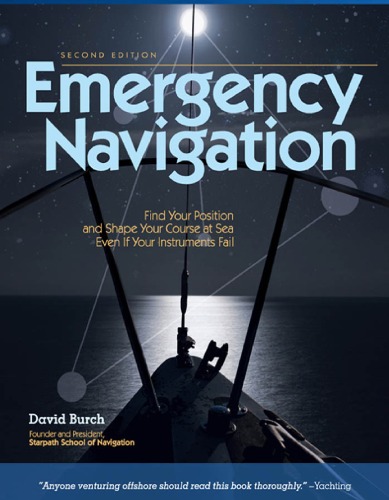 SECOND EDITION
Emergency
Navigation
Find Your Position
and Shape Your Course at Sea
Even If Your Instruments Fail
David Burch
Founder and President,
Starpath School of Navigation
"Anyone venturing offshore should read this book thoroughly." –Yachting